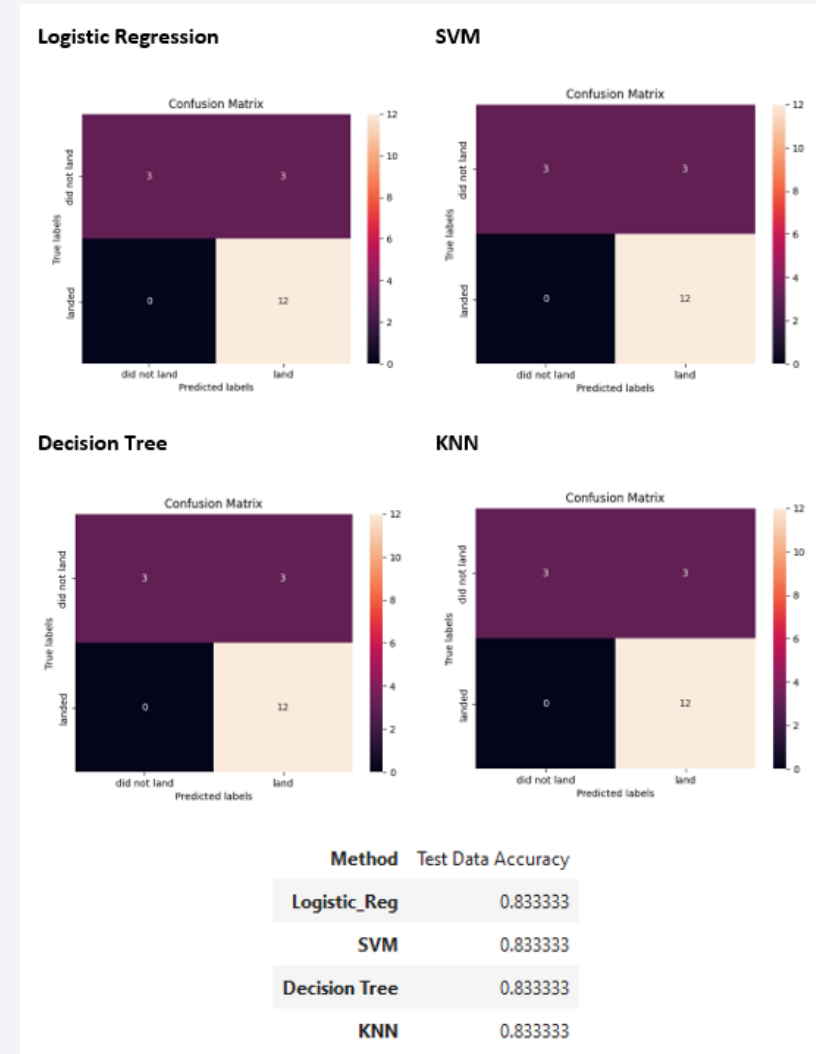 Logistic Regression
Confusion Matrix
did not land
landed
True labels
3 3
0 12
did not land land
Predicted labels
12
10
8
6
4
2
0
SVM
Confusion Matrix
did not land
landed
True labels
3 3
0 12
did not land land
Predicted labels
12
10
8
6
4
2
0
Decision Tree
Confusion Matrix
did not land
landed
True labels
3 3
0 12
did not land land
Predicted labels
12
10
8
6
4
2
0
KNN
Confusion Matrix
did not land
landed
True labels
3 3
0 12
did not land land
Predicted labels
12
10
8
6
4
2
0
Method Test Data Accuracy
Logistic_Reg 0.833333
SVM 0.833333
Decision Tree 0.833333
KNN 0.833333